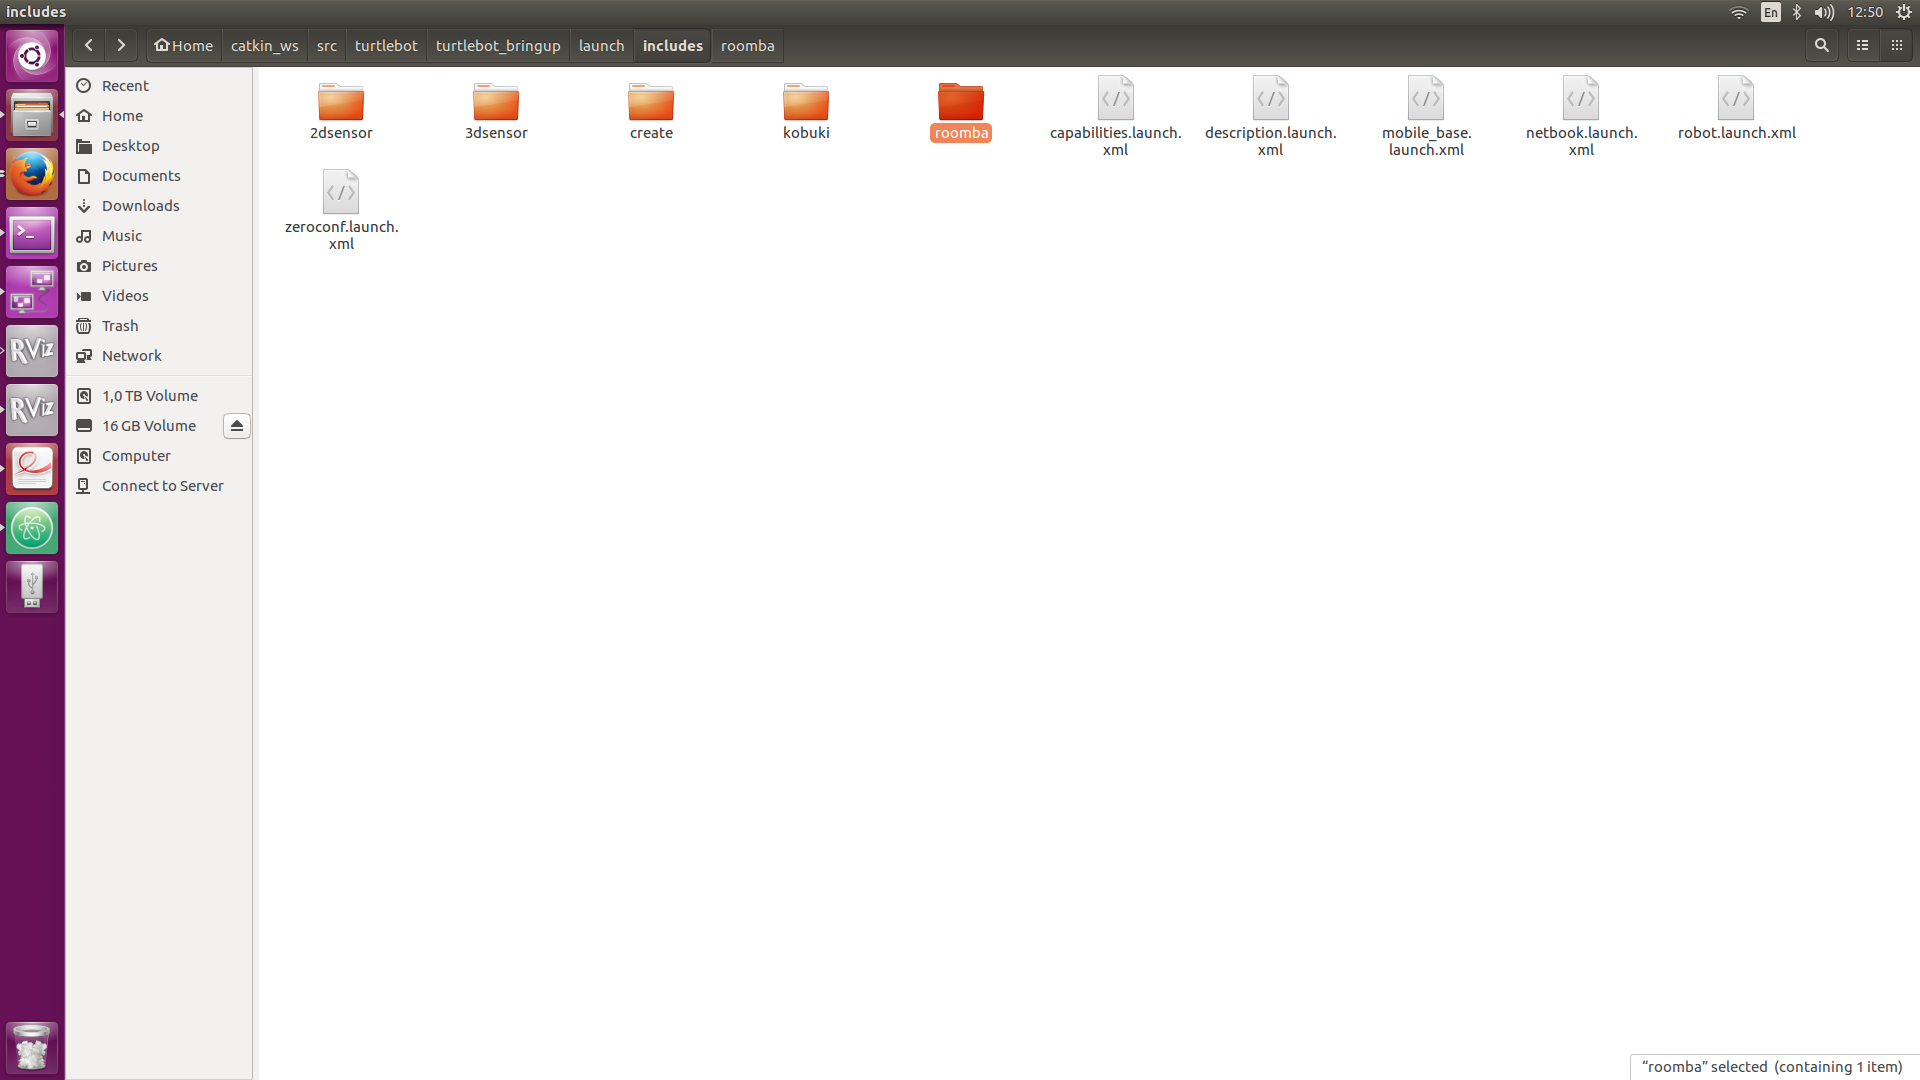 includes
En
12:50
Home
catkin_ws
src
turtlebot
turtlebot_bringup
launch
includes
roomba
Recent
Home
Desktop
Documents
Downloads
Music
Pictures
Videos
Trash
Network
1,0 TB Volume
16 GB Volume
Computer
Connect to Server
2dsensor
3dsensor
create
kobuki
roomba
capabilities.launch.
xml
description.launch.
xml
mobile_base.
launch.xml
netbook.launch.
xml
robot.launch.xml
zeroconf.launch.
xml
RViz
RViz
“roomba” selected (containing 1 item)